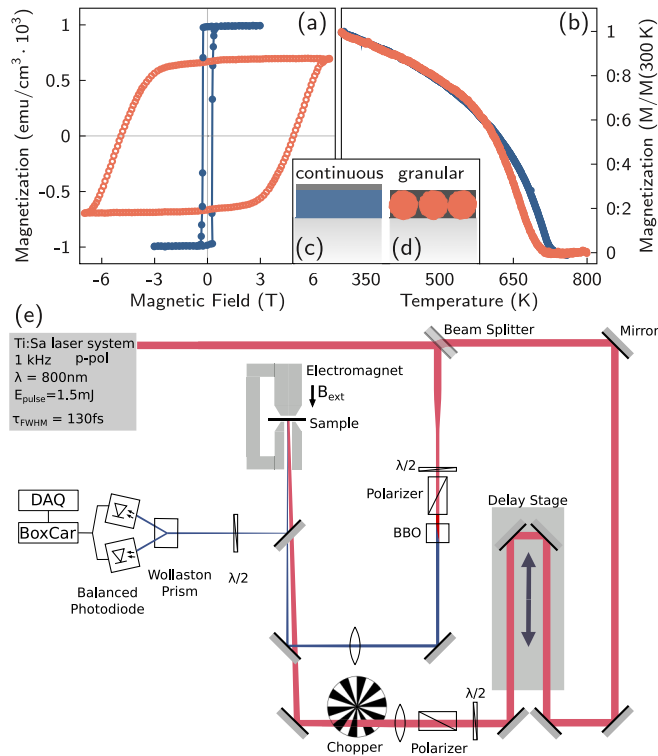 (a)
Magnetization (emu/cm³ · 10³)
1
0.5
0
-0.5
-1
-6
-3
0
3
6
Magnetic Field (T)
(b)
1
0:8
0:6
0:4
0:2
0
Magnetization (M/M(300 K)
350
500
650
800
Temperature (K)
continuous
(c)
granular
(d)
(e)
Ti:Sa laser system
1 kHz p-pol
λ = 800nm
E_pulse=1.5mJ
τ_FWHM = 130fs
Beam Splitter
Mirror
Electromagnet
B_ext
Sample
λ/2
Polarizer
BBO
Delay Stage
DAQ
BoxCar
Balanced
Photodiode
Wollaston
Prism
λ/2
Chopper
Polarizer
λ/2